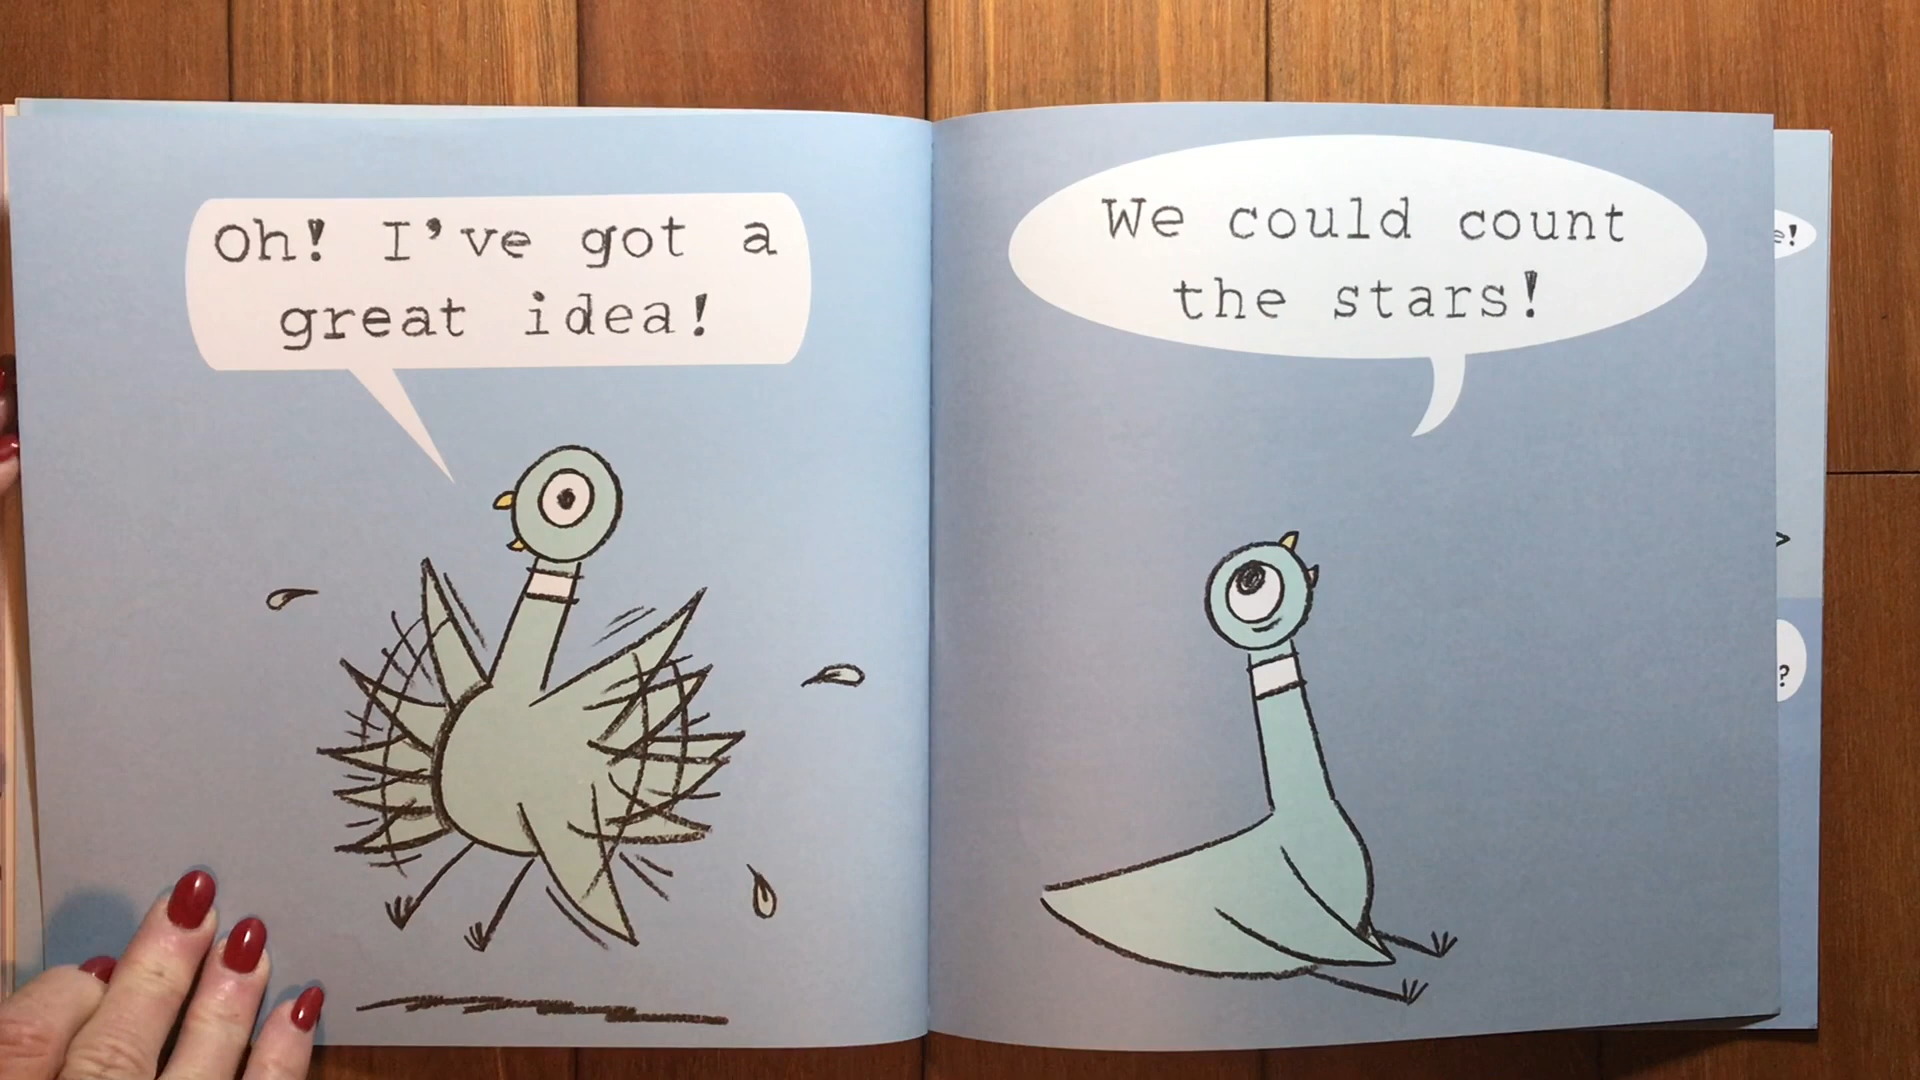 Oh! I've got a
great idea!
We could count
the stars!
e!
?